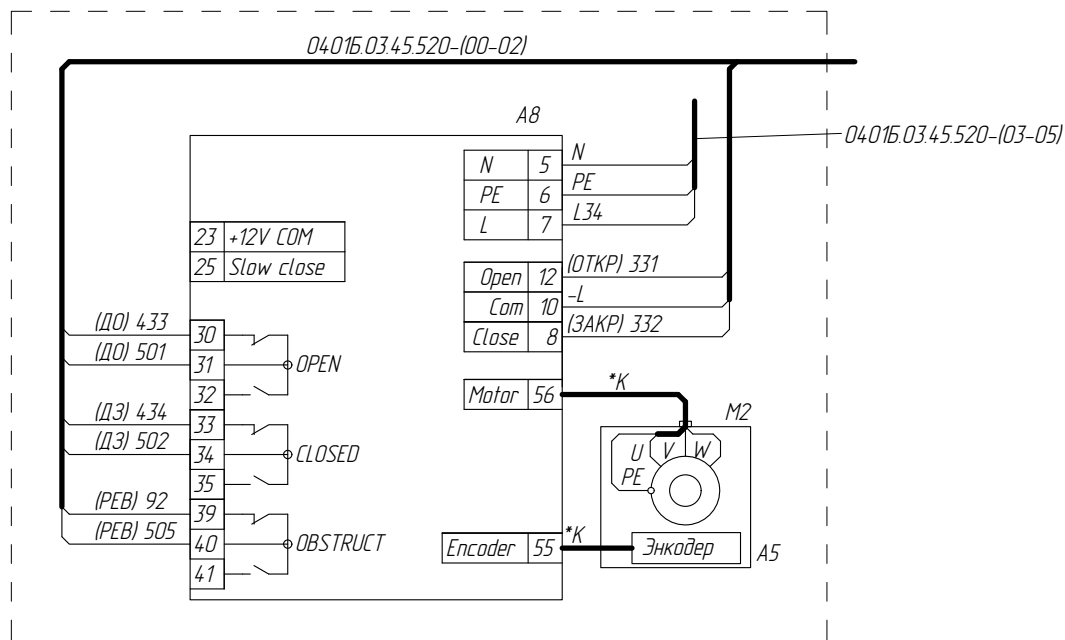 0401Б.03.45.520-(00-02)
A8
0401Б.03.45.520-(03-05)
N 5 N
PE 6 PE
L 7 L34
23 +12V COM
25 Slow close
Open 12 (ОТКР) 331
Com 10 -L
Close 8 (ЗАКР) 332
(ДО) 433 30
(ДО) 501 31 OPEN
32
Motor 56 *К
M2
(ДЗ) 434 33
(ДЗ) 502 34 CLOSED
35
U V W
PE
(РЕВ) 92 39
(РЕВ) 505 40 OBSTRUCT
41
Encoder 55 *К Энкодер A5